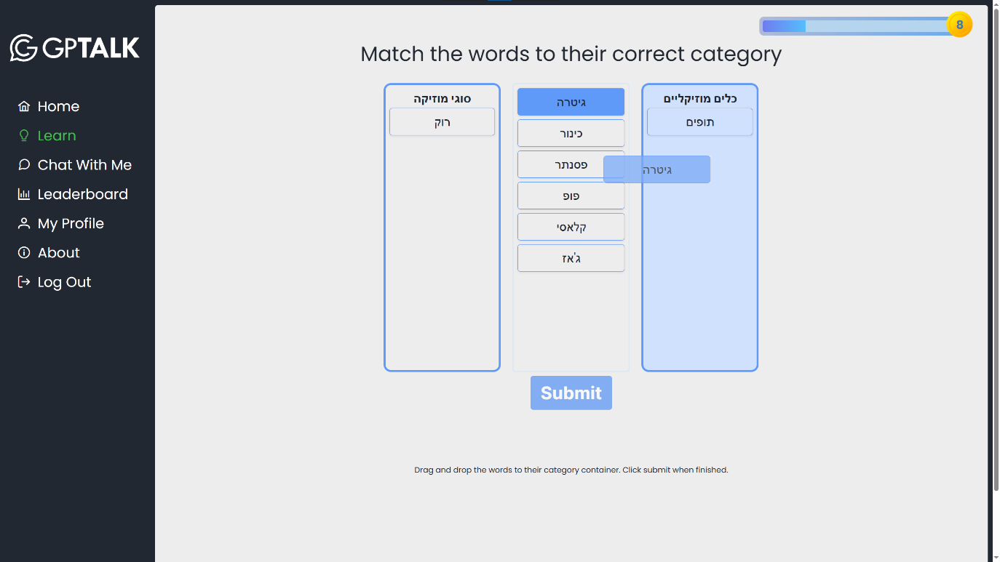 GPTALK
Home
Learn
Chat With Me
Leaderboard
My Profile
About
Log Out
8
Match the words to their correct category
סוגי מוזיקה
רוק
גיטרה
כינור
פסנתר
פופ
קלאסי
ג'אז
כלים מוזיקליים
תופים
גיטרה
Submit
Drag and drop the words to their category container. Click submit when finished.